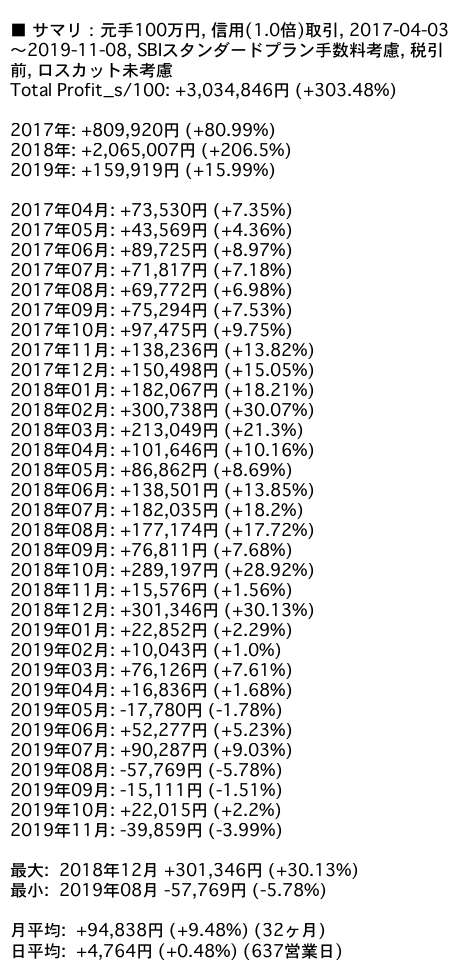 ■ サマリ：元手100万円, 信用(1.0倍)取引, 2017-04-03
～2019-11-08, SBIスタンダードプラン手数料考慮, 税引
前, ロスカット未考慮
Total Profit_s/100: +3,034,846円 (+303.48%)
2017年: +809,920円 (+80.99%)
2018年: +2,065,007円 (+206.5%)
2019年: +159,919円 (+15.99%)
2017年04月: +73,530円 (+7.35%)
2017年05月: +43,569円 (+4.36%)
2017年06月: +89,725円 (+8.97%)
2017年07月: +71,817円 (+7.18%)
2017年08月: +69,772円 (+6.98%)
2017年09月: +75,294円 (+7.53%)
2017年10月: +97,475円 (+9.75%)
2017年11月: +138,236円 (+13.82%)
2017年12月: +150,498円 (+15.05%)
2018年01月: +182,067円 (+18.21%)
2018年02月: +300,738円 (+30.07%)
2018年03月: +213,049円 (+21.3%)
2018年04月: +101,646円 (+10.16%)
2018年05月: +86,862円 (+8.69%)
2018年06月: +138,501円 (+13.85%)
2018年07月: +182,035円 (+18.2%)
2018年08月: +177,174円 (+17.72%)
2018年09月: +76,811円 (+7.68%)
2018年10月: +289,197円 (+28.92%)
2018年11月: +15,576円 (+1.56%)
2018年12月: +301,346円 (+30.13%)
2019年01月: +22,852円 (+2.29%)
2019年02月: +10,043円 (+1.0%)
2019年03月: +76,126円 (+7.61%)
2019年04月: +16,836円 (+1.68%)
2019年05月: -17,780円 (-1.78%)
2019年06月: +52,277円 (+5.23%)
2019年07月: +90,287円 (+9.03%)
2019年08月: -57,769円 (-5.78%)
2019年09月: -15,111円 (-1.51%)
2019年10月: +22,015円 (+2.2%)
2019年11月: -39,859円 (-3.99%)
最大: 2018年12月 +301,346円 (+30.13%)
最小: 2019年08月 -57,769円 (-5.78%)
月平均: +94,838円 (+9.48%) (32ヶ月)
日平均: +4,764円 (+0.48%) (637営業日)